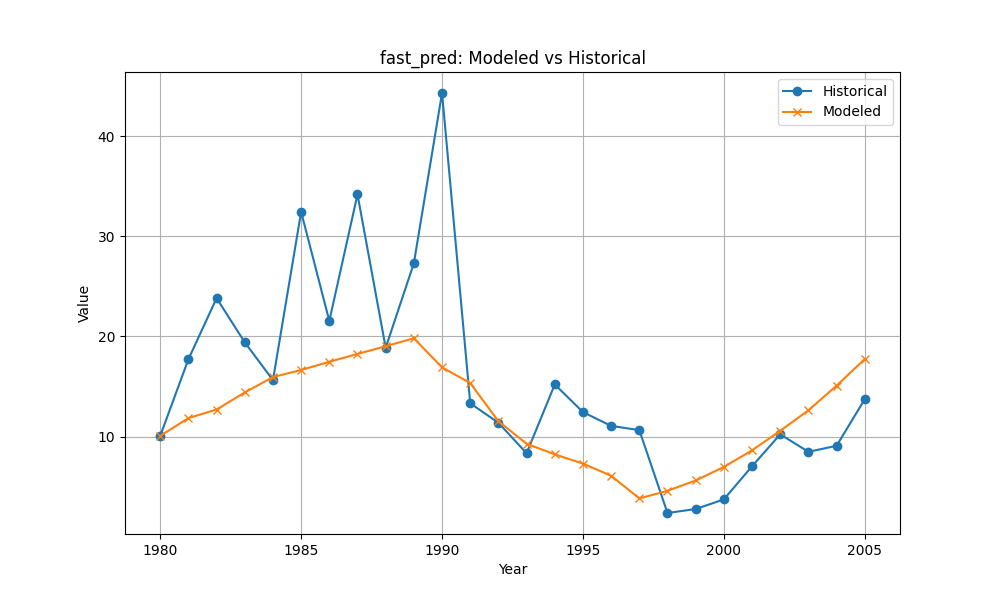 fast_pred: Modeled vs Historical
Historical
Modeled
Value
40
30
20
10
1980 1985 1990 1995 2000 2005
Year